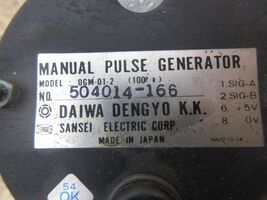 MANUAL PULSE GENERATOR
MODEL: OGM-01-2 (100P/r) 1.SIG-A
NO. 504014-166 2.SIG-B
DAIWA DENGYO K.K. 6 +5V
SANSEI ELECTRIC CORP. 8 0V
MADE IN JAPAN
54
OK